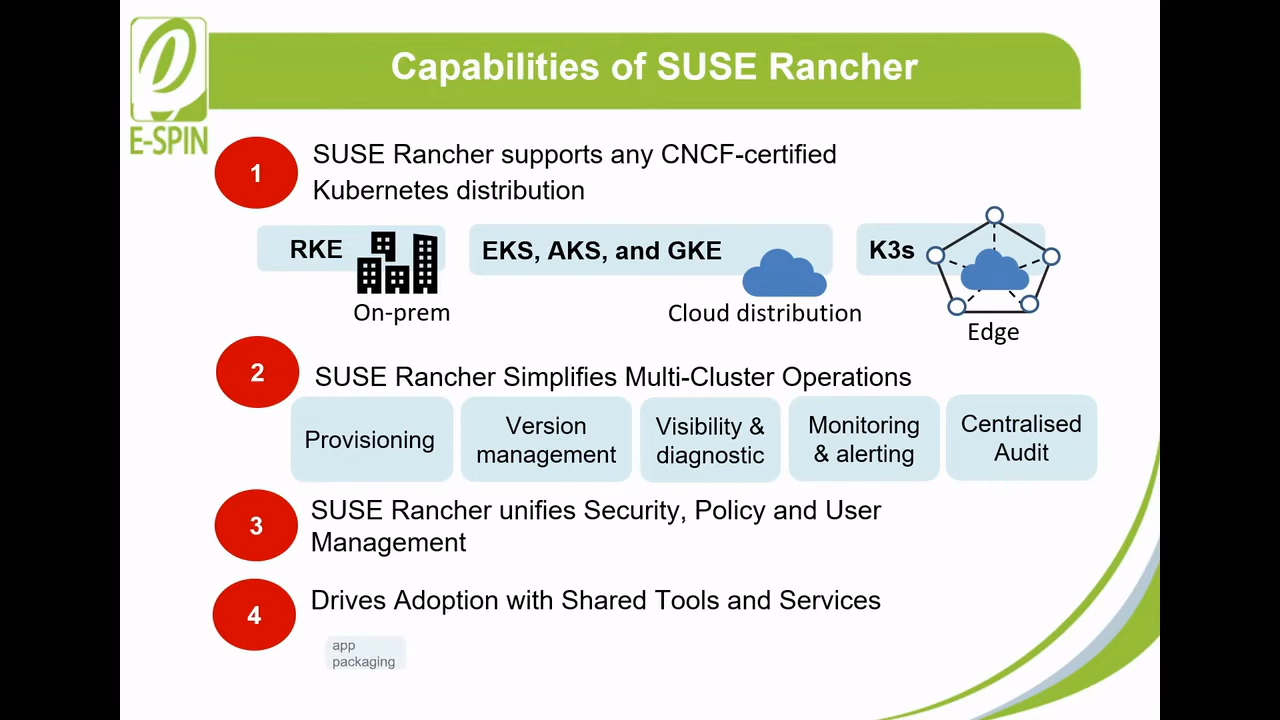 Capabilities of SUSE Rancher
E-SPIN
1
SUSE Rancher supports any CNCF-certified
Kubernetes distribution
RKE
On-prem
EKS, AKS, and GKE
Cloud distribution
K3s
Edge
2
SUSE Rancher Simplifies Multi-Cluster Operations
Provisioning
Version
management
Visibility &
diagnostic
Monitoring
& alerting
Centralised
Audit
3
SUSE Rancher unifies Security, Policy and User
Management
4
Drives Adoption with Shared Tools and Services
app
packaging